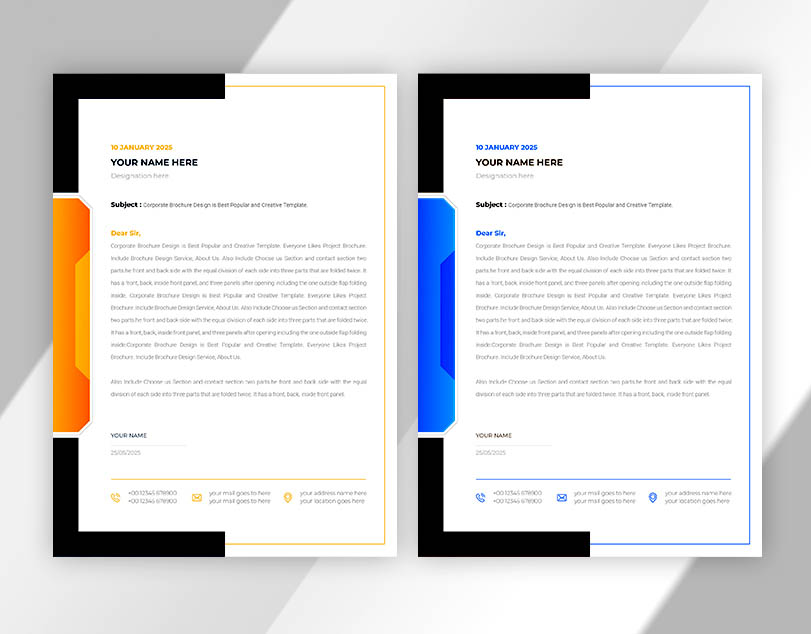 10 JANUARY 2025
YOUR NAME HERE
Designation here
Subject : Corporate Brochure Design is Best Popular and Creative Template.
Dear Sir,
Corporate Brochure Design is Best Popular and Creative Template. Everyone Likes Project Brochure.
Include Brochure Design Service, About Us. Also Include Choose us Section and contact section two
parts.he front and back side with the equal division of each side into three parts that are folded twice. It
has a front, back, inside front panel, and three panels after opening including the one outside flap folding
inside. Corporate Brochure Design is Best Popular and Creative Template. Everyone Likes Project
Brochure. Include Brochure Design Service, About Us. Also Include Choose us Section and contact section
two parts.he front and back side with the equal division of each side into three parts that are folded twice.
It has a front, back, inside front panel, and three panels after opening including the one outside flap folding
inside.Corporate Brochure Design is Best Popular and Creative Template. Everyone Likes Project
Brochure. Include Brochure Design Service, About Us.
Also Include Choose us Section and contact section two parts.he front and back side with the equal
division of each side into three parts that are folded twice. It has a front, back, inside front panel.
YOUR NAME
25/05/2025
+00 12345 678900
+00 12345 678900
your mail goes to here
your mail goes to here
your address name here
your location goes here
10 JANUARY 2025
YOUR NAME HERE
Designation here
Subject : Corporate Brochure Design is Best Popular and Creative Template.
Dear Sir,
Corporate Brochure Design is Best Popular and Creative Template. Everyone Likes Project Brochure.
Include Brochure Design Service, About Us. Also Include Choose us Section and contact section two
parts.he front and back side with the equal division of each side into three parts that are folded twice. It
has a front, back, inside front panel, and three panels after opening including the one outside flap folding
inside. Corporate Brochure Design is Best Popular and Creative Template. Everyone Likes Project
Brochure. Include Brochure Design Service, About Us. Also Include Choose us Section and contact section
two parts.he front and back side with the equal division of each side into three parts that are folded twice.
It has a front, back, inside front panel, and three panels after opening including the one outside flap folding
inside.Corporate Brochure Design is Best Popular and Creative Template. Everyone Likes Project
Brochure. Include Brochure Design Service, About Us.
Also Include Choose us Section and contact section two parts.he front and back side with the equal
division of each side into three parts that are folded twice. It has a front, back, inside front panel.
YOUR NAME
25/05/2025
+00 12345 678900
+00 12345 678900
your mail goes to here
your mail goes to here
your address name here
your location goes here